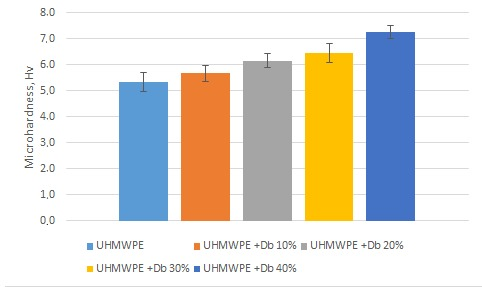 8.0
7.0
6.0
5.0
4.0
3.0
2.0
1.0
0,0
Microhardness, Hv
UHMWPE
UHMWPE +Db 10%
UHMWPE +Db 20%
UHMWPE +Db 30%
UHMWPE +Db 40%